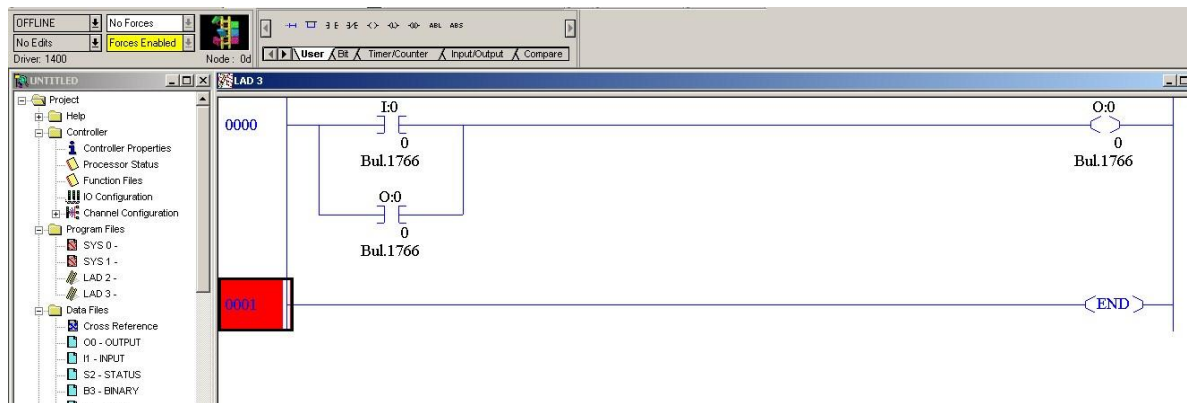 OFFLINE No Forces
No Edits Forces Enabled
Driver: 1400 Node : 0d
ABL ABS
User Bit Timer/Counter Input/Output Compare
UNTITLED
Project
Help
Controller
Controller Properties
Processor Status
Function Files
IO Configuration
Channel Configuration
Program Files
SYS 0 -
SYS 1 -
LAD 2 -
LAD 3 -
Data Files
Cross Reference
O0 - OUTPUT
I1 - INPUT
S2 - STATUS
B3 - BINARY
LAD 3
0000
I:0
0
Bul.1766
O:0
0
Bul.1766
O:0
0
Bul.1766
0001
END